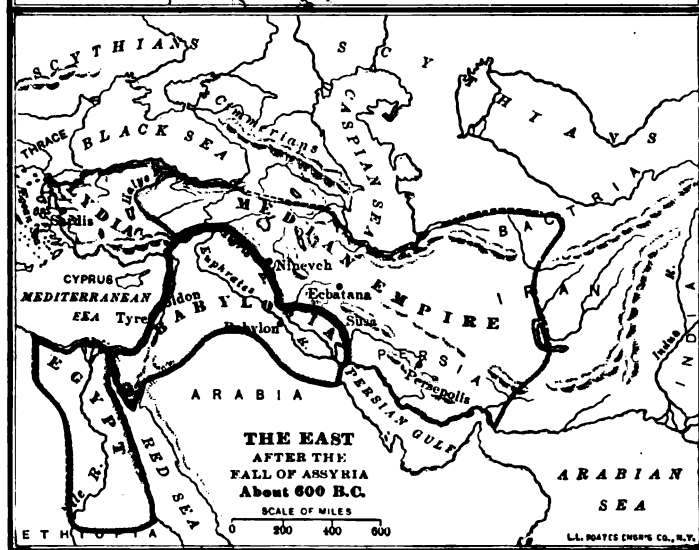 SCYTHIANS
SCYTHIANS
THRACE
BLACK SEA
Cimmerians
CASPIAN SEA
LYDIA
Halys
Sardis
MEDIAN EMPIRE
BACTRIA
IRAN
Nineveh
Euphrates
CYPRUS
MEDITERRANEAN
SEA
Sidon
Tyre
BABYLONIA
Babylon
Ecbatana
Susa
PERSIA
Persepolis
Indus R.
INDIA
EGYPT
Nile R.
RED SEA
ARABIA
PERSIAN GULF
ETHIOPIA
THE EAST
AFTER THE
FALL OF ASSYRIA
About 600 B.C.
SCALE OF MILES
0 200 400 600
ARABIAN
SEA
L.L. POATES ENGR'G CO., N.Y.